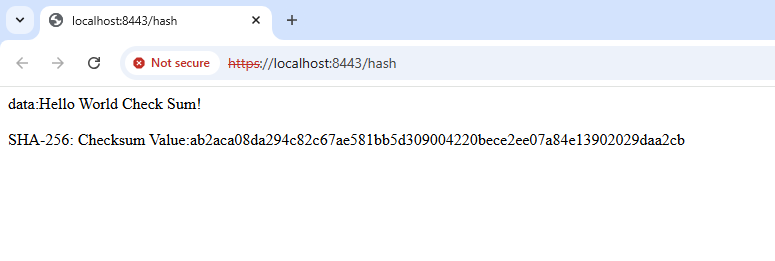 localhost:8443/hash
Not secure https://localhost:8443/hash
data:Hello World Check Sum!
SHA-256: Checksum Value:ab2aca08da294c82c67ae581bb5d309004220bece2ee07a84e13902029daa2cb